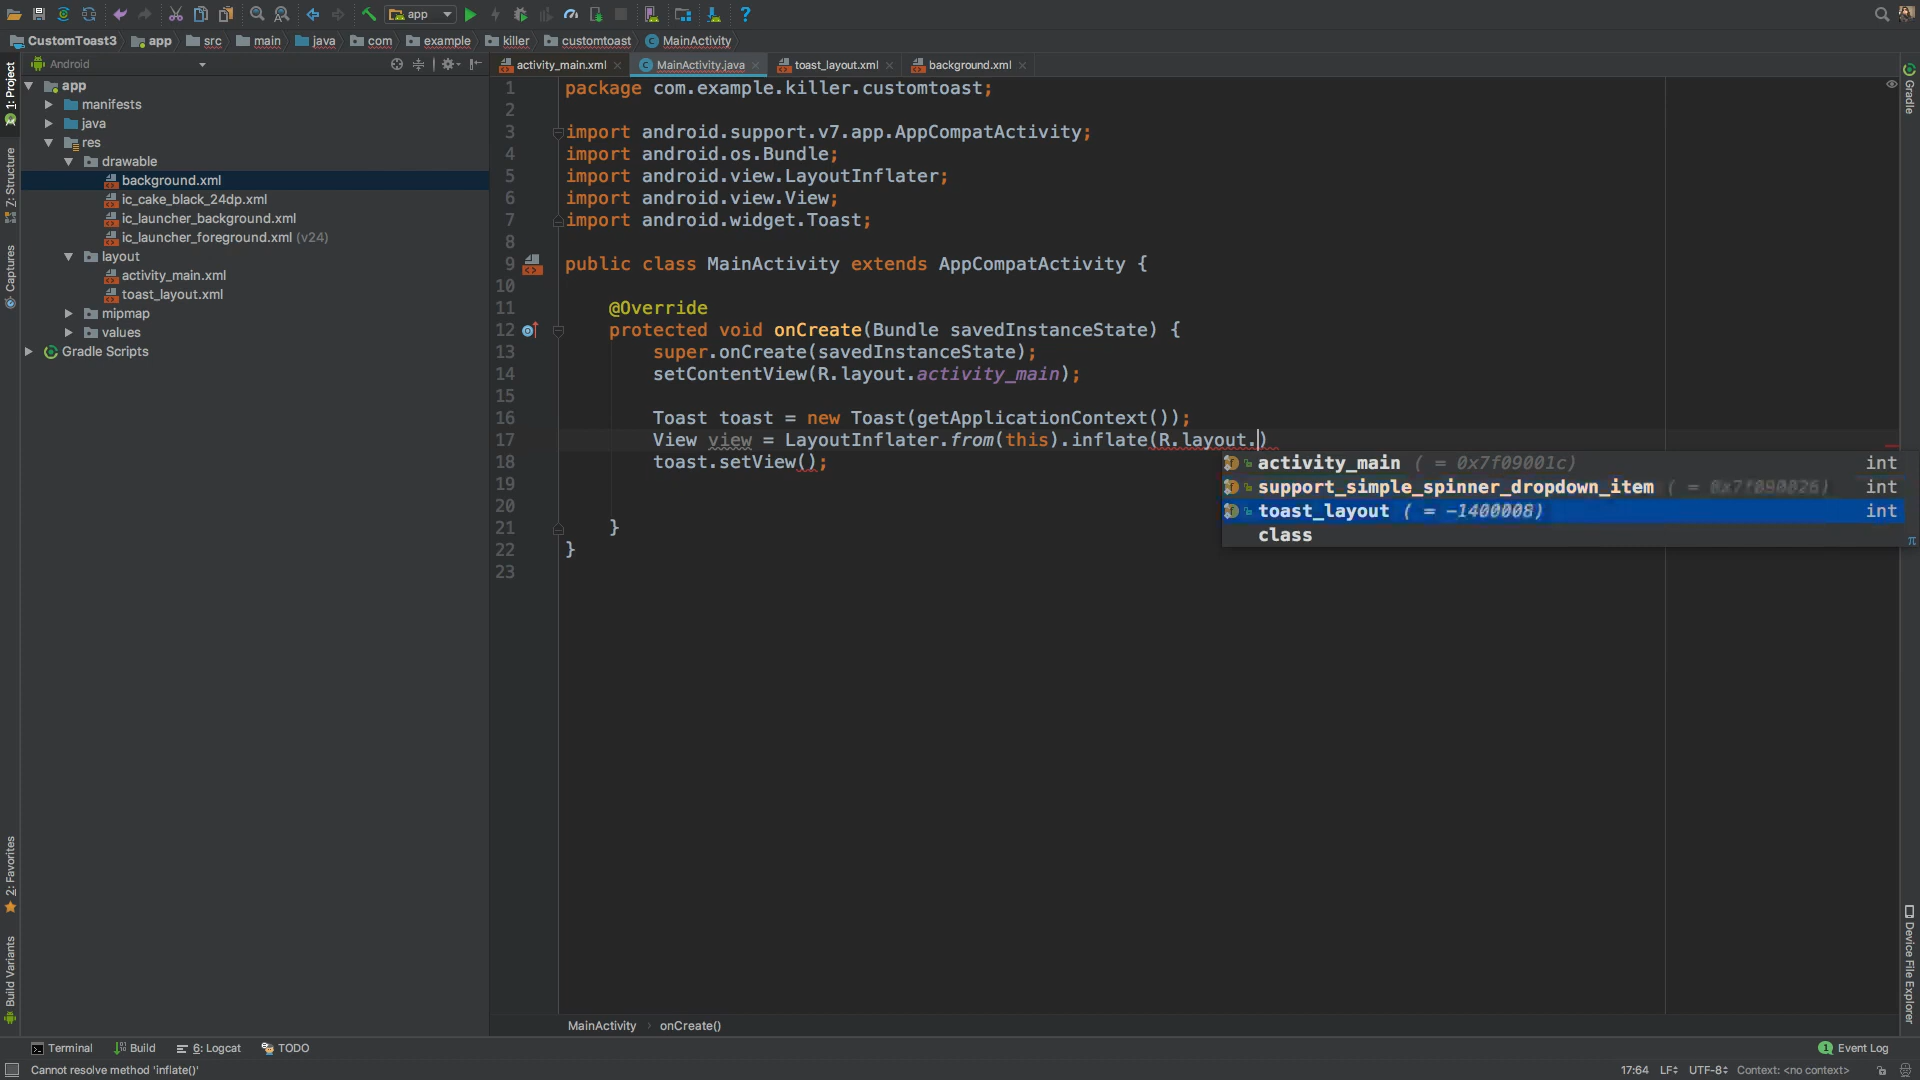 app
CustomToast3 app src main java com example killer customtoast MainActivity
Android
activity_main.xml MainActivity.java toast_layout.xml background.xml
1: Project
Z: Structure
Captures
2: Favorites
Build Variants
app
manifests
java
res
drawable
background.xml
ic_cake_black_24dp.xml
ic_launcher_background.xml
ic_launcher_foreground.xml (v24)
layout
activity_main.xml
toast_layout.xml
mipmap
values
Gradle Scripts
1 package com.example.killer.customtoast;
2
3 import android.support.v7.app.AppCompatActivity;
4 import android.os.Bundle;
5 import android.view.LayoutInflater;
6 import android.view.View;
7 import android.widget.Toast;
8
9 public class MainActivity extends AppCompatActivity {
10
11 @Override
12 protected void onCreate(Bundle savedInstanceState) {
13 super.onCreate(savedInstanceState);
14 setContentView(R.layout.activity_main);
15
16 Toast toast = new Toast(getApplicationContext());
17 View view = LayoutInflater.from(this).inflate(R.layout.)
18 toast.setView();
19
20
21 }
22 }
23
activity_main ( = 0x7f09001c) int
support_simple_spinner_dropdown_item ( = 0x7f090026) int
toast_layout ( = -1400008) int
class
π
Gradle
Device File Explorer
MainActivity › onCreate()
Terminal Build 6: Logcat TODO 1 Event Log
Cannot resolve method 'inflate()' 17:64 LF UTF-8 Context: <no context>